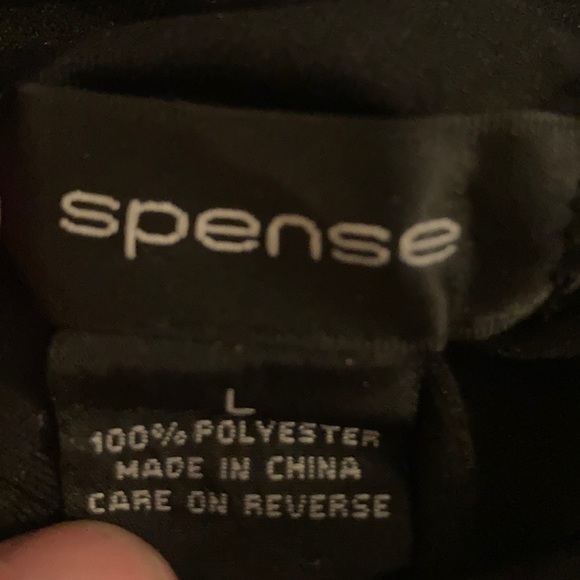 spense
L
100% POLYESTER
MADE IN CHINA
CARE ON REVERSE